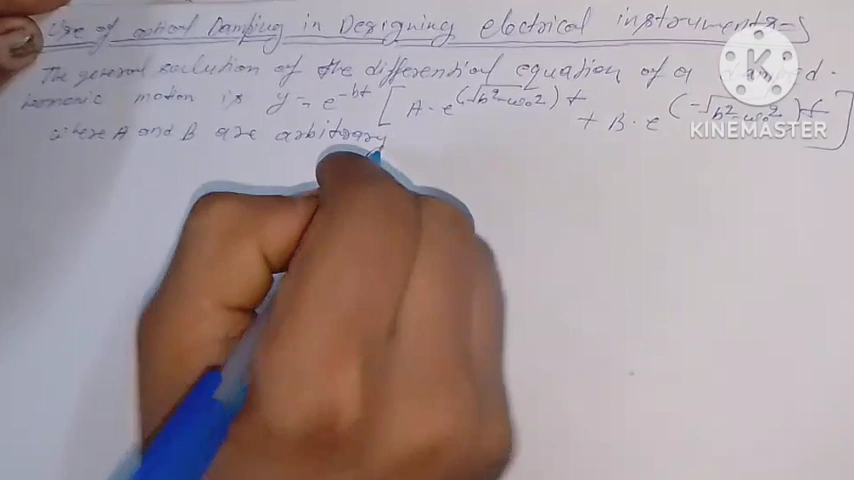 Use of critical Damping in Designing electrical instruments
The general solution of the differential equation of a damped
harmonic motion is y = e^{-bt} [ A. e^{(√b²-ω₀²)t} + B. e^{(-√b²-ω₀²)t} ]
where A and B are arbitrary
K
KINEMASTER